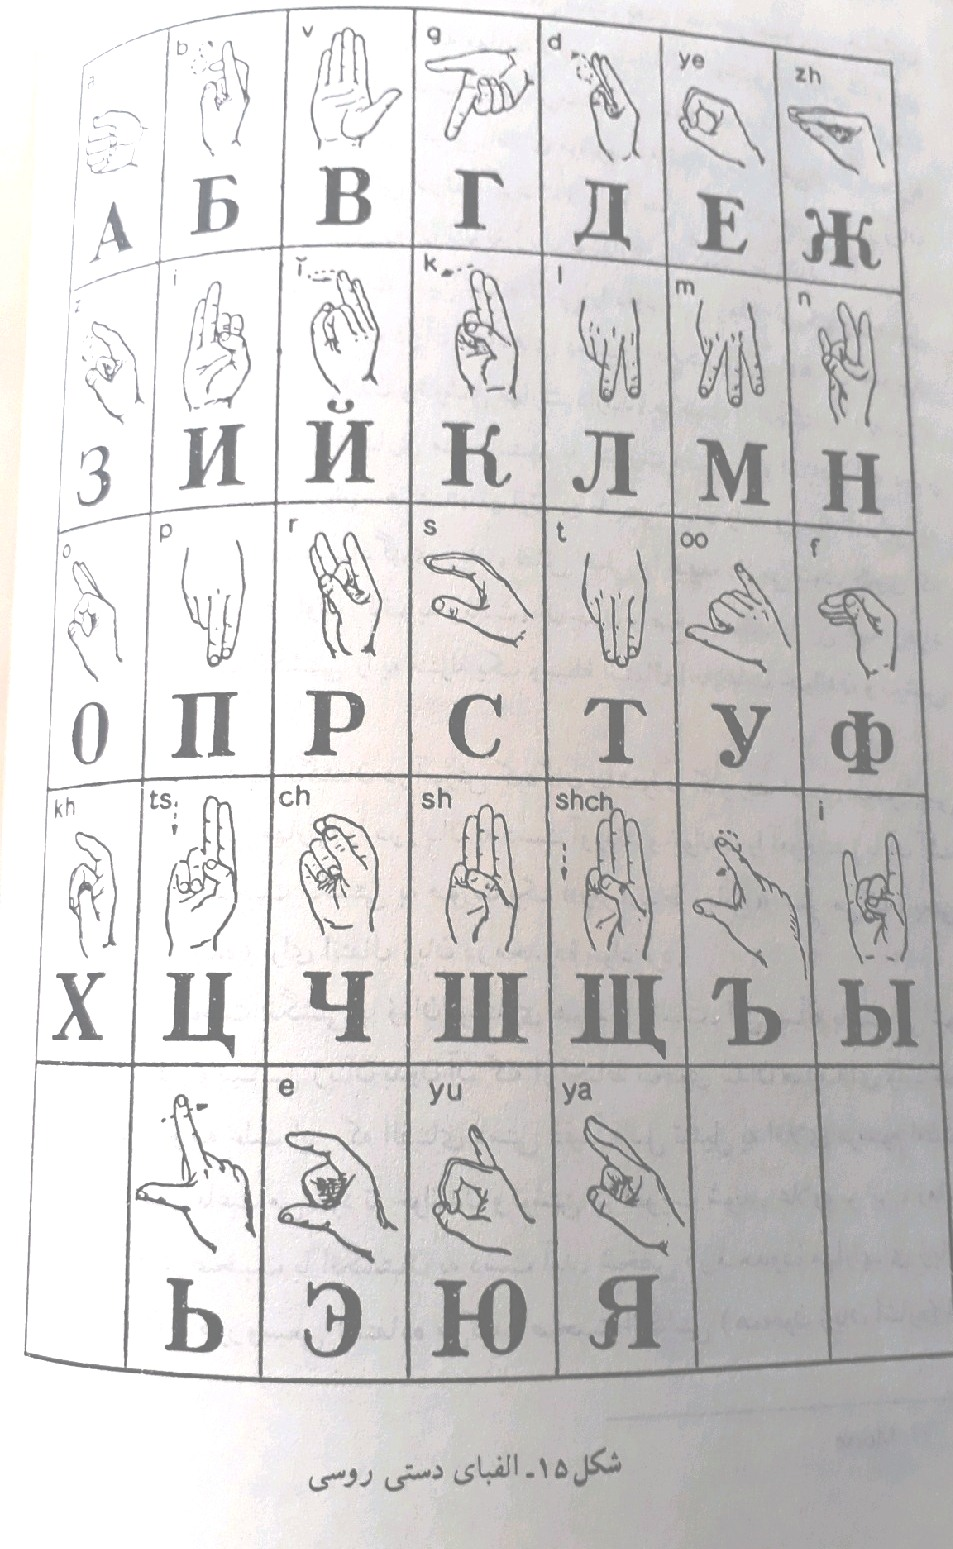 a b v g d ye zh
А Б В Г Д Е Ж
z i ĭ k l m n
З И Й К Л М Н
o p r s t oo f
О П Р С Т У Ф
kh ts ch sh shch i
Х Ц Ч Ш Щ Ъ Ы
e yu ya
Ь Э Ю Я
شکل ۱۵ـ الفبای دستی روسی